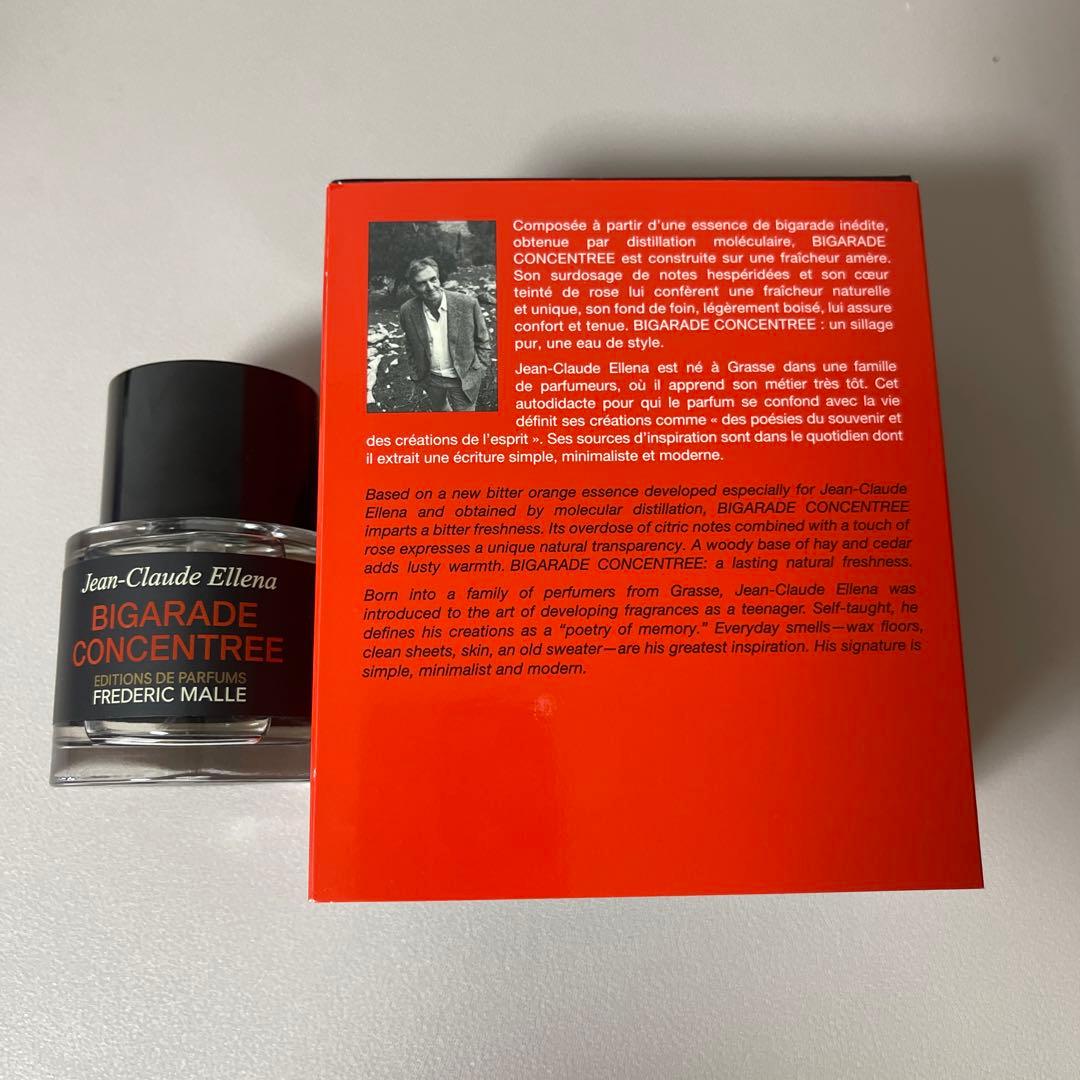 Composée à partir d'une essence de bigarade inédite,
obtenue par distillation moléculaire, BIGARADE
CONCENTREE est construite sur une fraîcheur amère.
Son surdosage de notes hespéridées et son cœur
teinté de rose lui confèrent une fraîcheur naturelle
et unique, son fond de foin, légèrement boisé, lui assure
confort et tenue. BIGARADE CONCENTREE : un sillage
pur, une eau de style.
Jean-Claude Ellena est né à Grasse dans une famille
de parfumeurs, où il apprend son métier très tôt. Cet
autodidacte pour qui le parfum se confond avec la vie
définit ses créations comme « des poésies du souvenir et
des créations de l'esprit ». Ses sources d'inspiration sont dans le quotidien dont
il extrait une écriture simple, minimaliste et moderne.
Based on a new bitter orange essence developed especially for Jean-Claude
Ellena and obtained by molecular distillation, BIGARADE CONCENTREE
imparts a bitter freshness. Its overdose of citric notes combined with a touch of
rose expresses a unique natural transparency. A woody base of hay and cedar
adds lusty warmth. BIGARADE CONCENTREE: a lasting natural freshness.
Born into a family of perfumers from Grasse, Jean-Claude Ellena was
introduced to the art of developing fragrances as a teenager. Self-taught, he
defines his creations as a “poetry of memory.” Everyday smells—wax floors,
clean sheets, skin, an old sweater—are his greatest inspiration. His signature is
simple, minimalist and modern.
Jean-Claude Ellena
BIGARADE
CONCENTREE
EDITIONS DE PARFUMS
FREDERIC MALLE